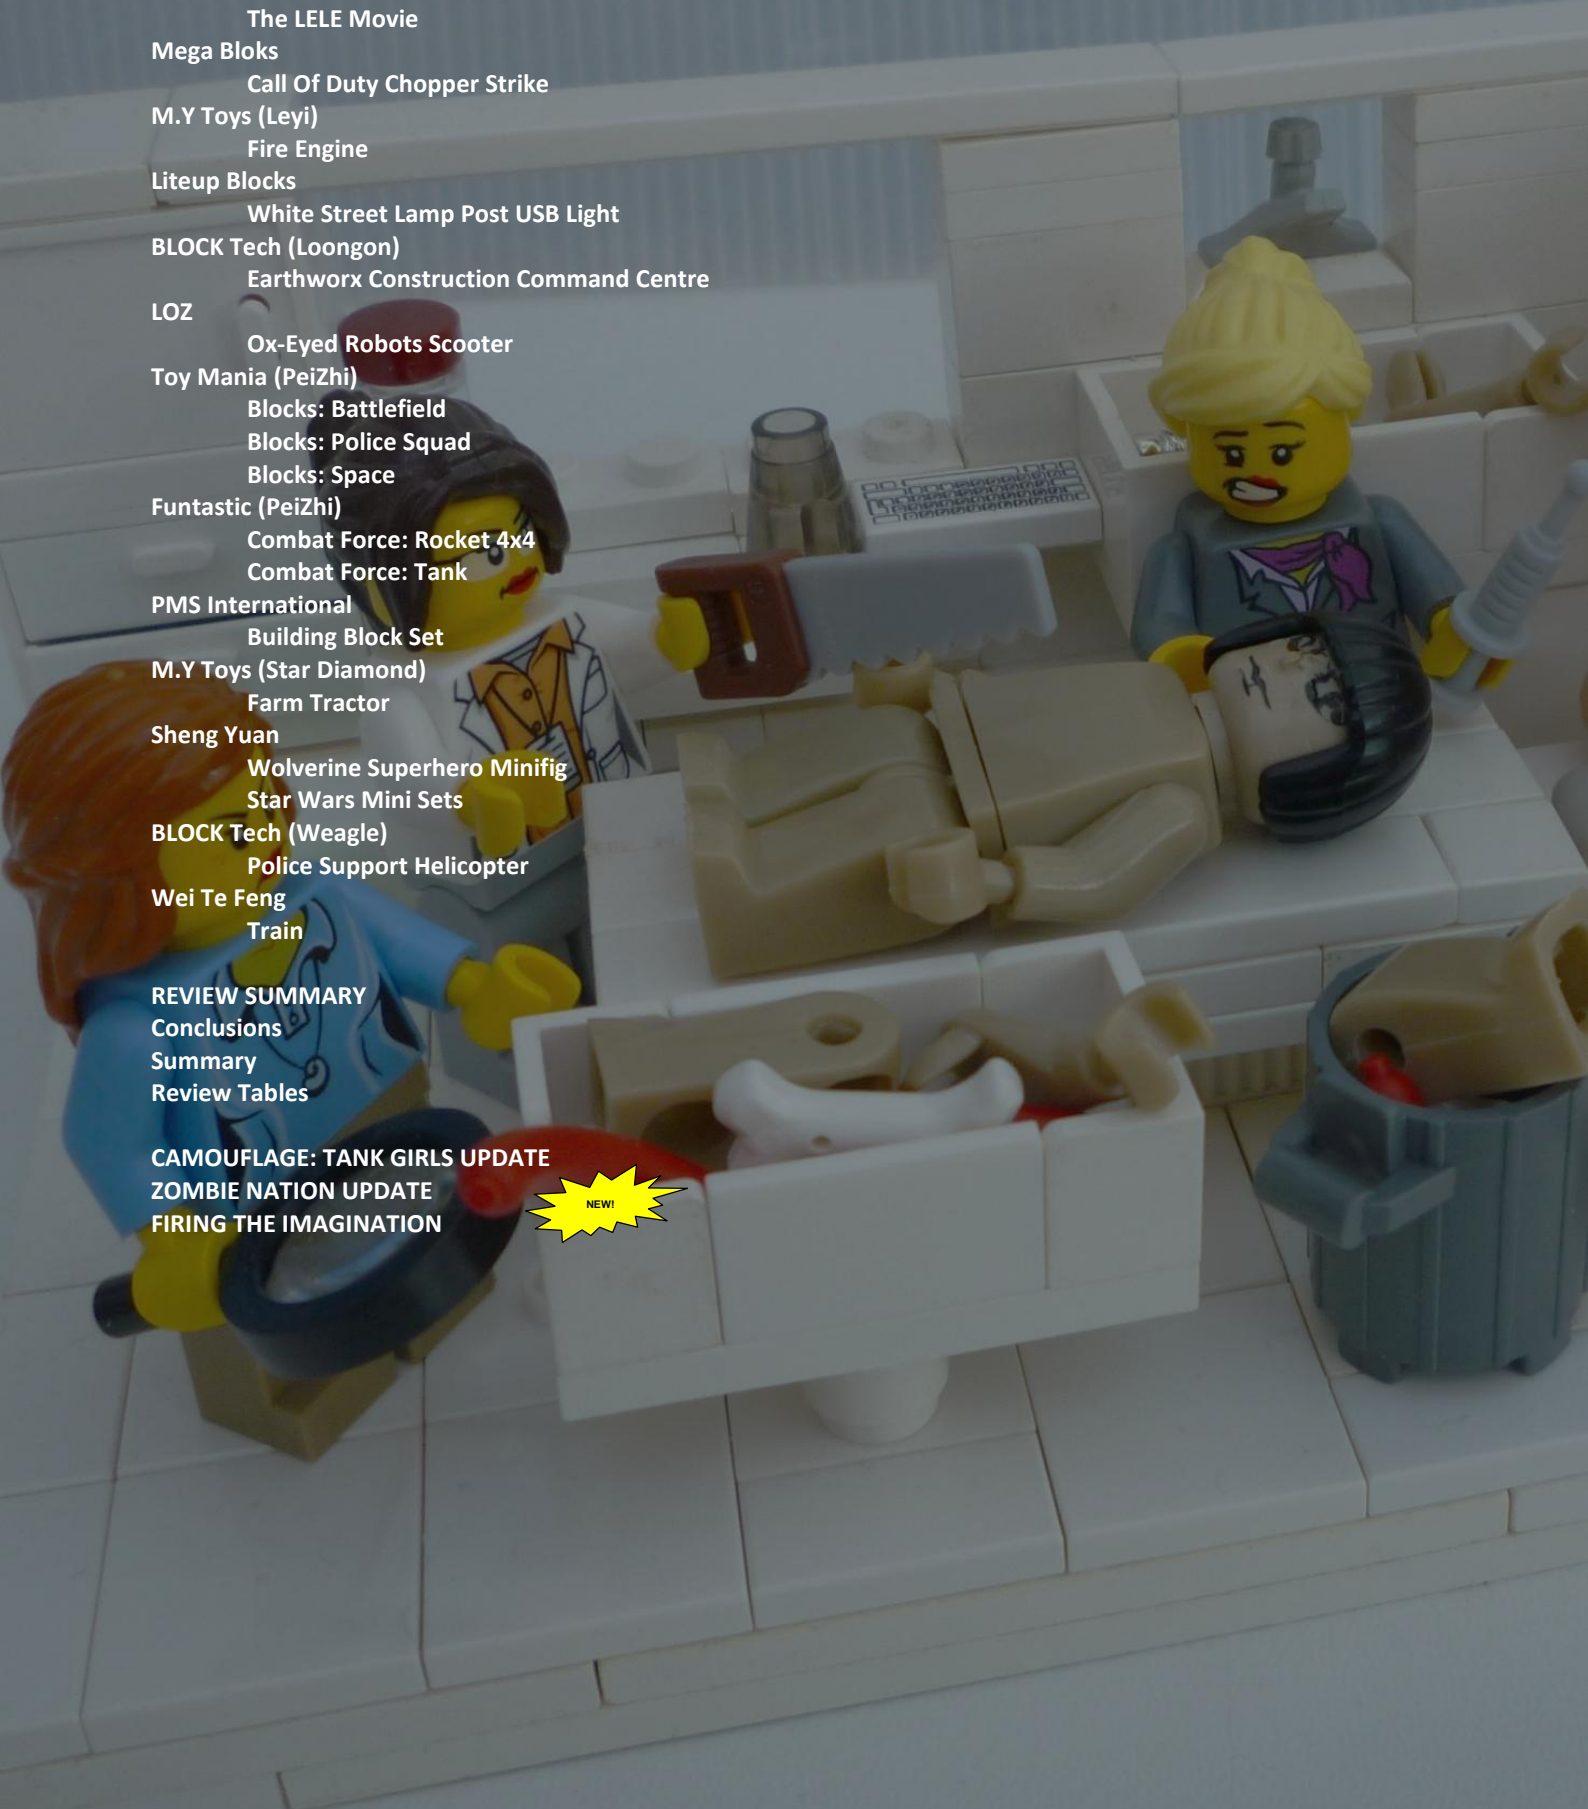 The LELE Movie
Mega Bloks
Call Of Duty Chopper Strike
M.Y Toys (Leyi)
Fire Engine
Liteup Blocks
White Street Lamp Post USB Light
BLOCK Tech (Loongon)
Earthworx Construction Command Centre
LOZ
Ox-Eyed Robots Scooter
Toy Mania (PeiZhi)
Blocks: Battlefield
Blocks: Police Squad
Blocks: Space
Funtastic (PeiZhi)
Combat Force: Rocket 4x4
Combat Force: Tank
PMS International
Building Block Set
M.Y Toys (Star Diamond)
Farm Tractor
Sheng Yuan
Wolverine Superhero Minifig
Star Wars Mini Sets
BLOCK Tech (Weagle)
Police Support Helicopter
Wei Te Feng
Train
REVIEW SUMMARY
Conclusions
Summary
Review Tables
CAMOUFLAGE: TANK GIRLS UPDATE
ZOMBIE NATION UPDATE
FIRING THE IMAGINATION
NEW!